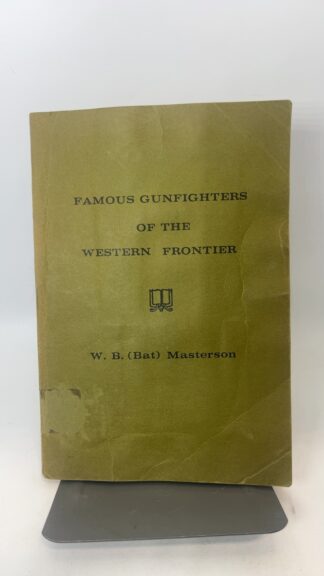 FAMOUS GUNFIGHTERS
OF THE
WESTERN FRONTIER
W. B. (Bat) Masterson